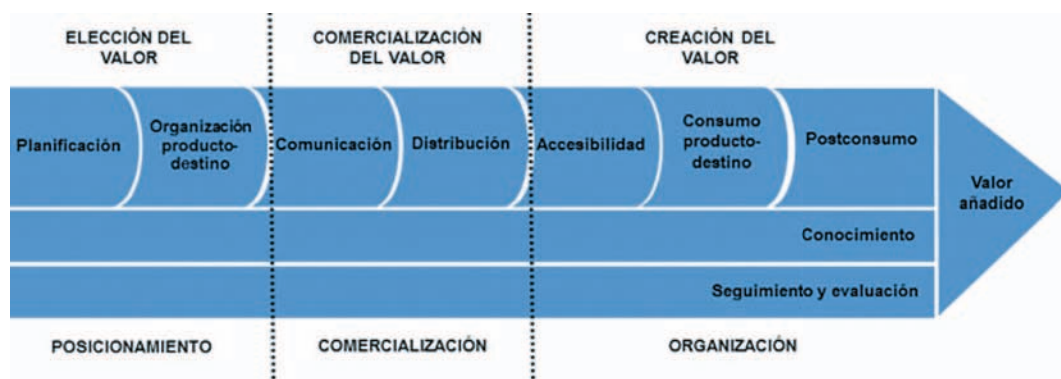 ELECCIÓN DEL
VALOR
COMERCIALIZACIÓN
DEL VALOR
CREACIÓN DEL
VALOR
Planificación
Organización
producto-
destino
Comunicación
Distribución
Accesibilidad
Consumo
producto-
destino
Postconsumo
Valor
añadido
Conocimiento
Seguimiento y evaluación
POSICIONAMIENTO
COMERCIALIZACIÓN
ORGANIZACIÓN